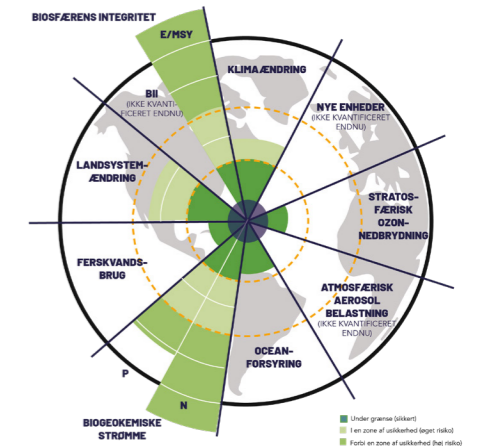 BIOSFÆRENS INTEGRITET
E/MSY
KLIMAÆNDRING
BII
(IKKE KVANTI-
FICERET ENDNU)
NYE ENHEDER
(IKKE KVANTIFICERET
ENDNU)
LANDSYSTEM-
ÆNDRING
STRATOS-
FÆRISK
OZON-
NEDBRYDNING
FERSKVANDS-
BRUG
ATMOSFÆRISK
AEROSOL
BELASTNING
(IKKE KVANTIFICERET
ENDNU)
OCEAN-
FORSYRING
P
N
BIOGEOKEMISKE
STRØMME
Under grænse (sikkert)
I en zone af usikkerhed (øget risiko)
Forbi en zone af usikkerhed (høj risiko)